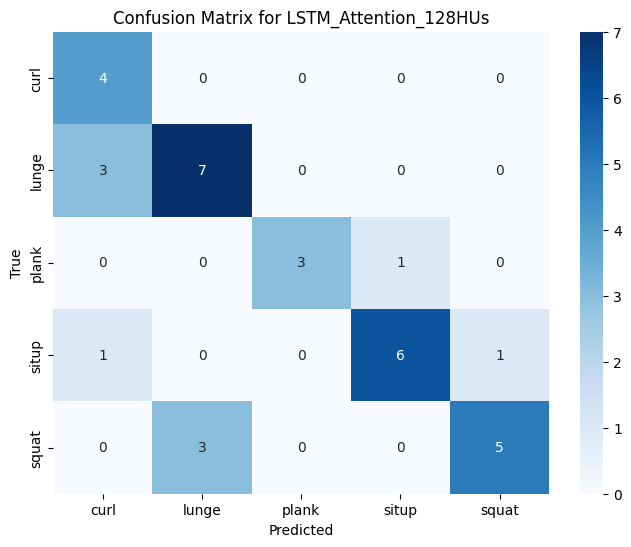 Confusion Matrix for LSTM_Attention_128HUs
curl 4 0 0 0 0
lunge 3 7 0 0 0
plank 0 0 3 1 0
situp 1 0 0 6 1
squat 0 3 0 0 5
curl lunge plank situp squat
Predicted
True
7
6
5
4
3
2
1
0